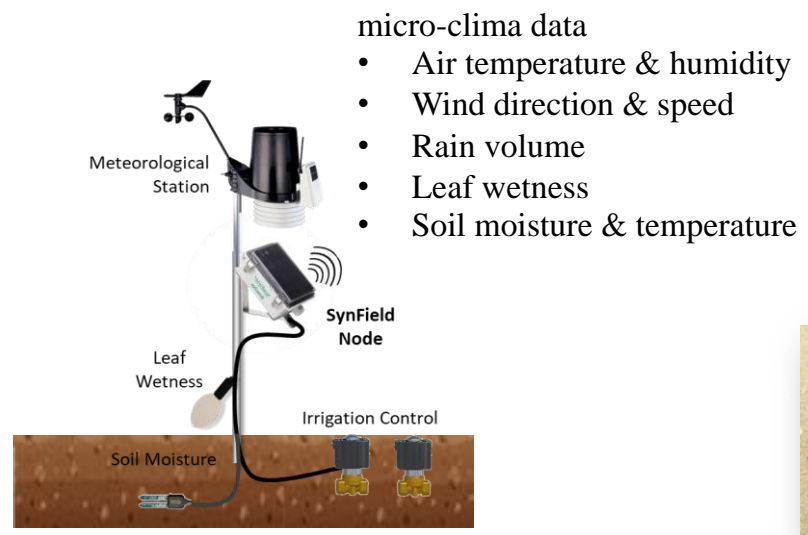 micro-clima data
• Air temperature & humidity
• Wind direction & speed
• Rain volume
• Leaf wetness
• Soil moisture & temperature
Meteorological
Station
SynField
Node
Leaf
Wetness
Irrigation Control
Soil Moisture